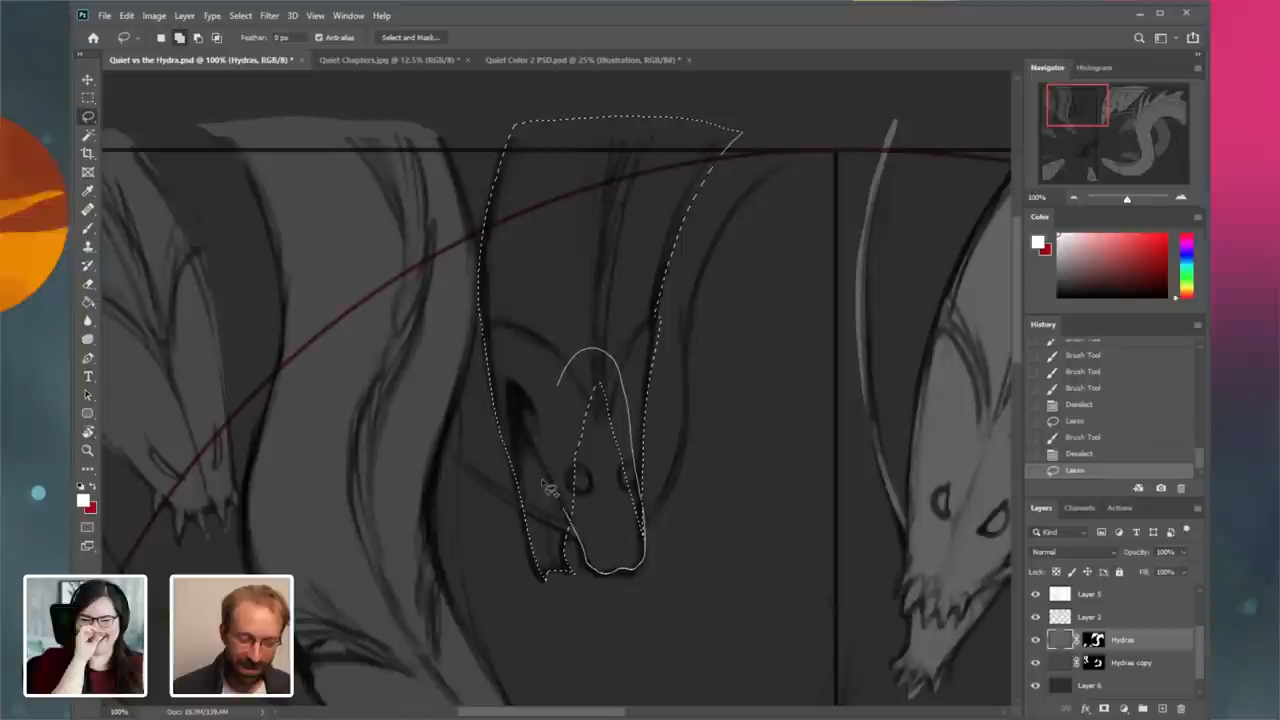 Ps File Edit Image Layer Type Select Filter 3D View Window Help
Feather: 0 px Anti-alias Select and Mask...
Quiet vs the Hydra.psd @ 100% (Hydras, RGB/8) * × Quiet Chapters.jpg @ 12.5% (RGB/8) * × Quiet Color 2 PSD.psd @ 25% (Illustration, RGB/8#) * ×
Navigator Histogram
100%
Color
History
Brush Tool
Brush Tool
Brush Tool
Deselect
Lasso
Brush Tool
Deselect
Lasso
Layers Channels Actions
Kind
Normal Opacity: 100%
Lock: Fill: 100%
Layer 5
Layer 2
Hydras
Hydras copy
Layer 6
100%